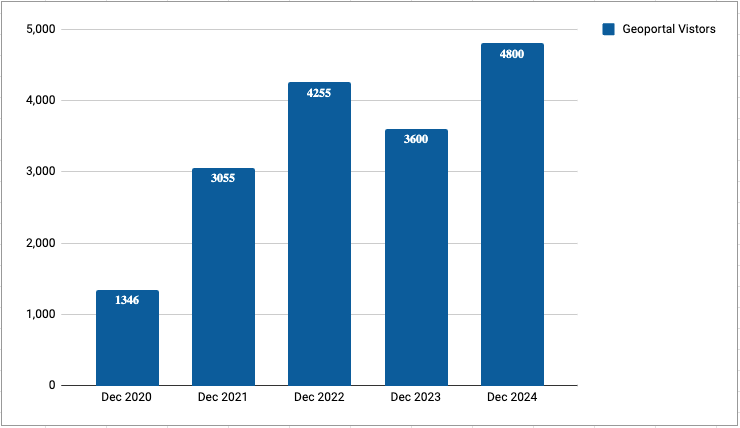 5,000
4,000
3,000
2,000
1,000
0
1346
3055
4255
3600
4800
Dec 2020
Dec 2021
Dec 2022
Dec 2023
Dec 2024
Geoportal Vistors